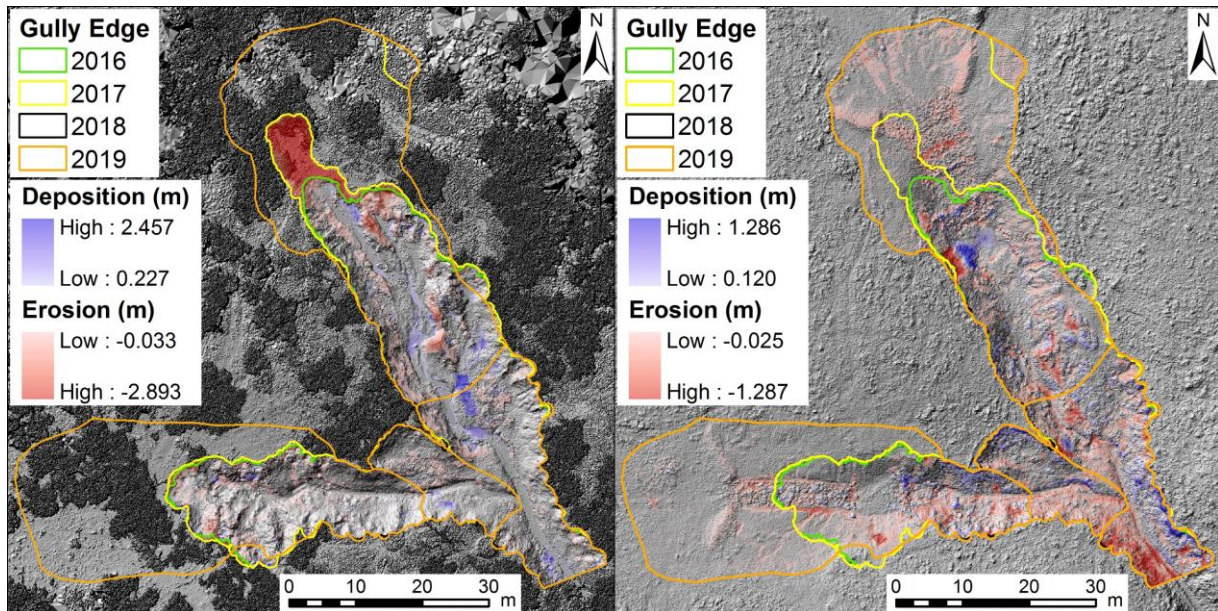 Gully Edge
2016
2017
2018
2019
Deposition (m)
High : 2.457
Low : 0.227
Erosion (m)
Low : -0.033
High : -2.893
N
0 10 20 30
m
Gully Edge
2016
2017
2018
2019
Deposition (m)
High : 1.286
Low : 0.120
Erosion (m)
Low : -0.025
High : -1.287
N
0 10 20 30
m